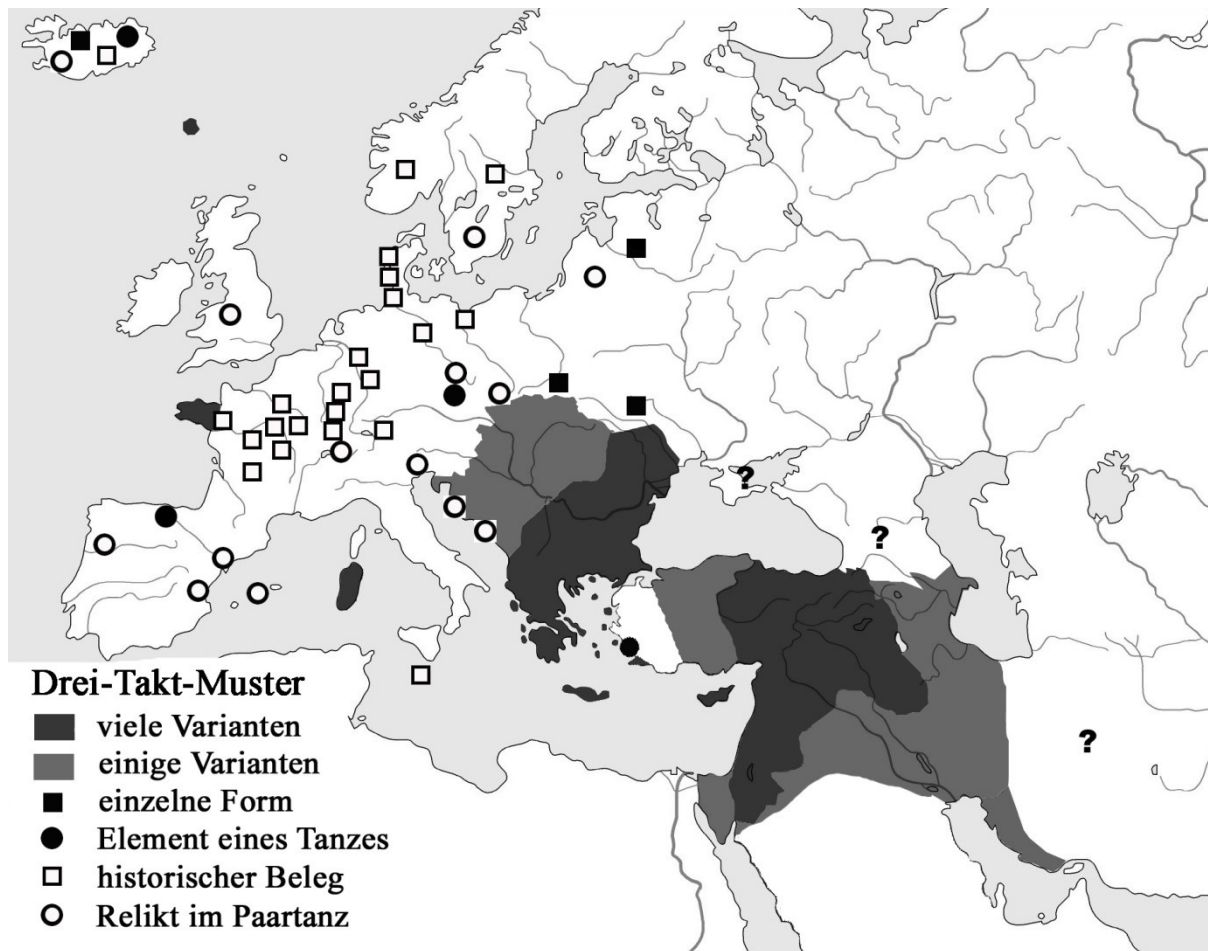 ?
?
?
Drei-Takt-Muster
viele Varianten
einige Varianten
einzelne Form
Element eines Tanzes
historischer Beleg
Relikt im Paartanz